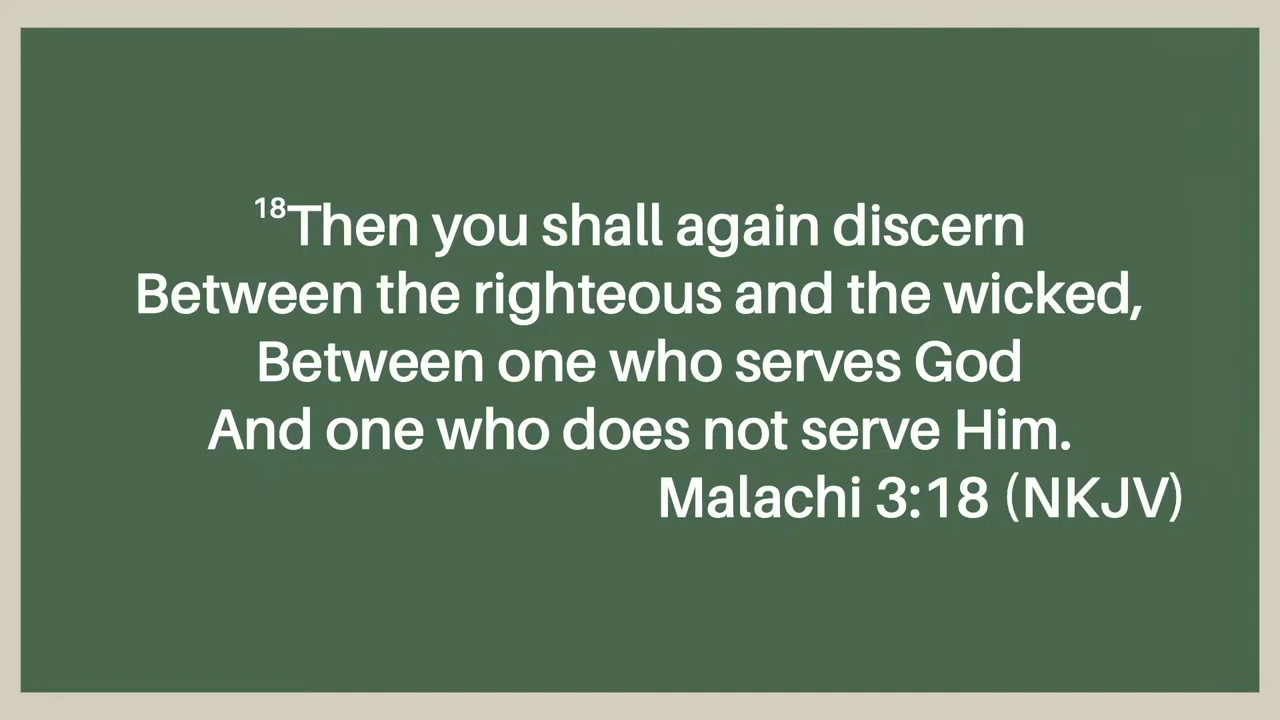 ¹⁸Then you shall again discern
Between the righteous and the wicked,
Between one who serves God
And one who does not serve Him.
Malachi 3:18 (NKJV)